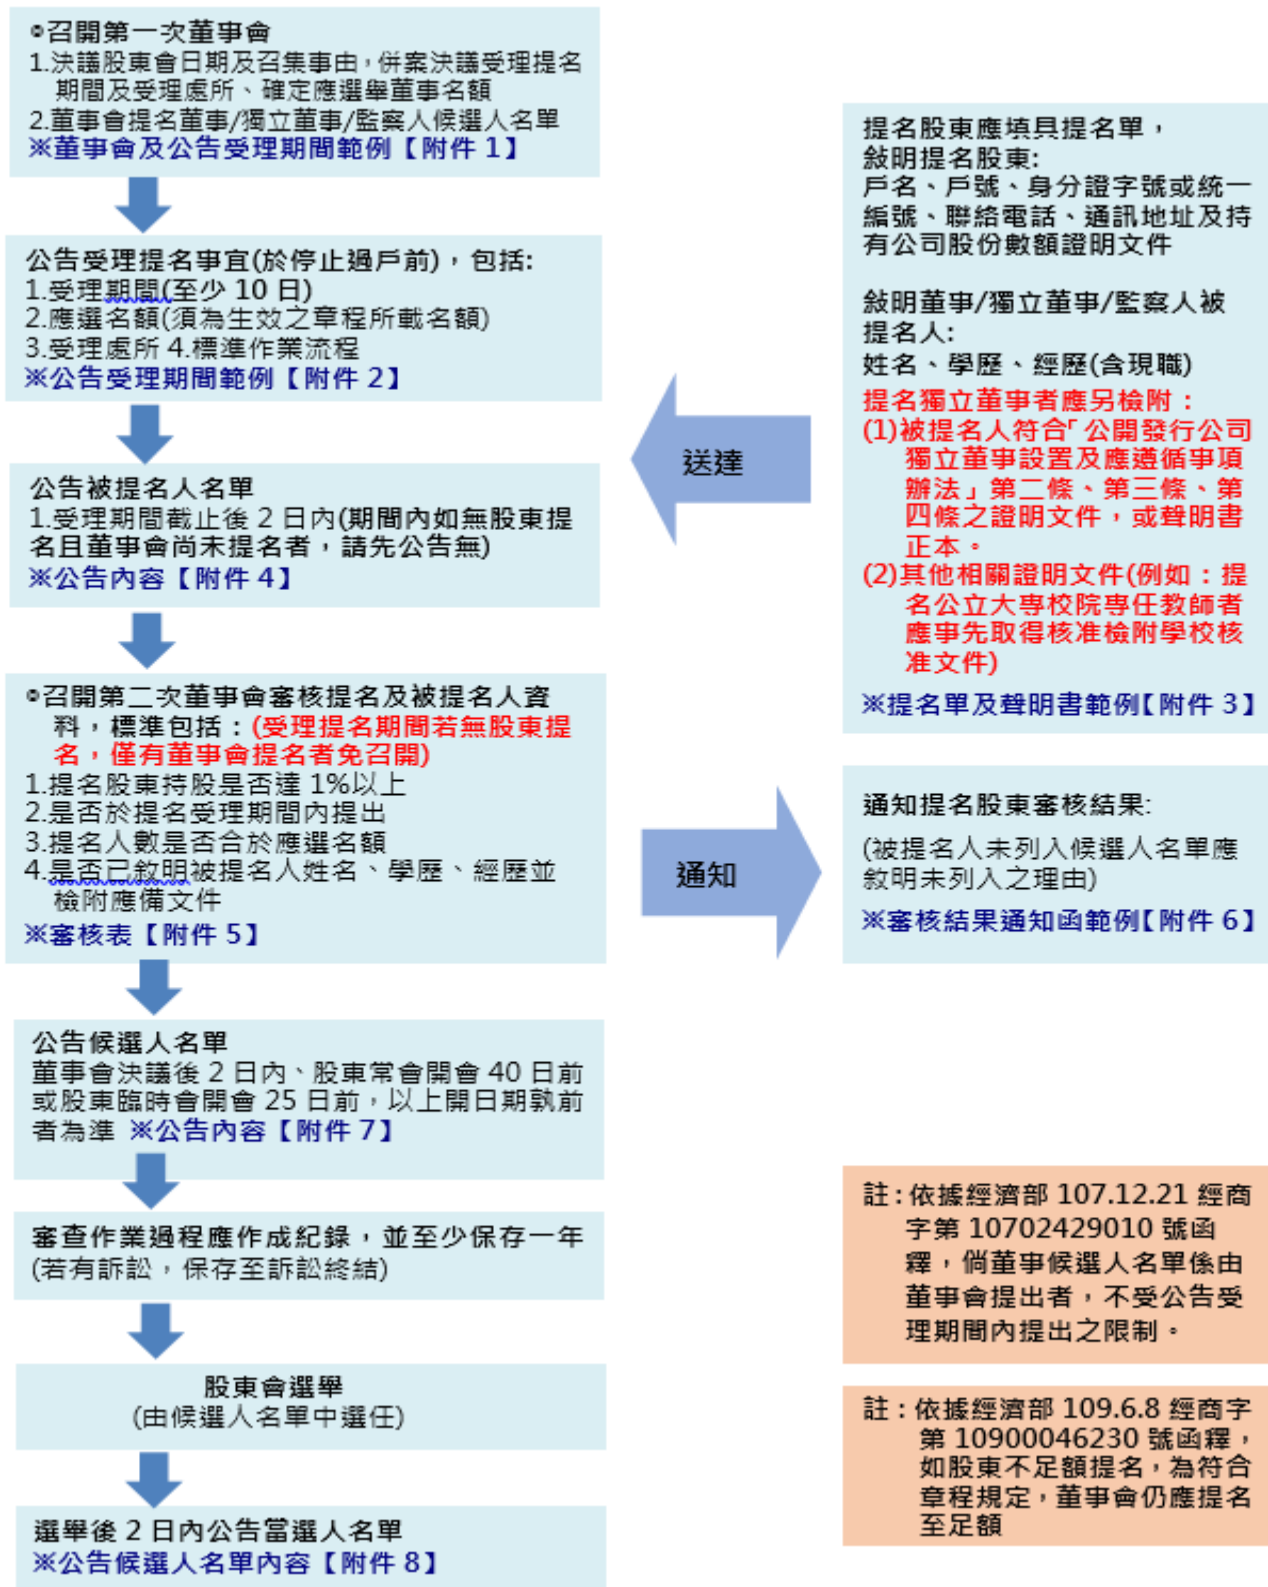 ◎召開第一次董事會
1.決議股東會日期及召集事由，併案決議受理提名
期間及受理處所、確定應選舉董事名額
2.董事會提名董事/獨立董事/監察人候選人名單
※董事會及公告受理期間範例【附件 1】
公告受理提名事宜(於停止過戶前)，包括:
1.受理期間(至少 10 日)
2.應選名額(須為生效之章程所載名額)
3.受理處所 4.標準作業流程
※公告受理期間範例【附件 2】
公告被提名人名單
1.受理期間截止後 2 日內(期間內如無股東提
名且董事會尚未提名者，請先公告無)
※公告內容【附件 4】
◎召開第二次董事會審核提名及被提名人資
料，標準包括：(受理提名期間若無股東提
名，僅有董事會提名者免召開)
1.提名股東持股是否達 1%以上
2.是否於提名受理期間內提出
3.提名人數是否合於應選名額
4.是否已敘明被提名人姓名、學歷、經歷並
檢附應備文件
※審核表【附件 5】
公告候選人名單
董事會決議後 2 日內、股東常會開會 40 日前
或股東臨時會開會 25 日前，以上開日期孰前
者為準 ※公告內容【附件 7】
審查作業過程應作成紀錄，並至少保存一年
(若有訴訟，保存至訴訟終結)
股東會選舉
(由候選人名單中選任)
選舉後 2 日內公告當選人名單
※公告候選人名單內容【附件 8】
送達
通知
提名股東應填具提名單，
敍明提名股東:
戶名、戶號、身分證字號或統一
編號、聯絡電話、通訊地址及持
有公司股份數額證明文件
敍明董事/獨立董事/監察人被
提名人:
姓名、學歷、經歷(含現職)
提名獨立董事者應另檢附：
(1)被提名人符合「公開發行公司
獨立董事設置及應遵循事項
辦法」第二條、第三條、第
四條之證明文件，或聲明書
正本。
(2)其他相關證明文件(例如：提
名公立大專校院專任教師者
應事先取得核准檢附學校核
准文件)
※提名單及聲明書範例【附件 3】
通知提名股東審核結果:
(被提名人未列入候選人名單應
敘明未列入之理由)
※審核結果通知函範例【附件 6】
註：依據經濟部 107.12.21 經商
字第 10702429010 號函
釋，倘董事候選人名單係由
董事會提出者，不受公告受
理期間內提出之限制。
註：依據經濟部 109.6.8 經商字
第 10900046230 號函釋，
如股東不足額提名，為符合
章程規定，董事會仍應提名
至足額